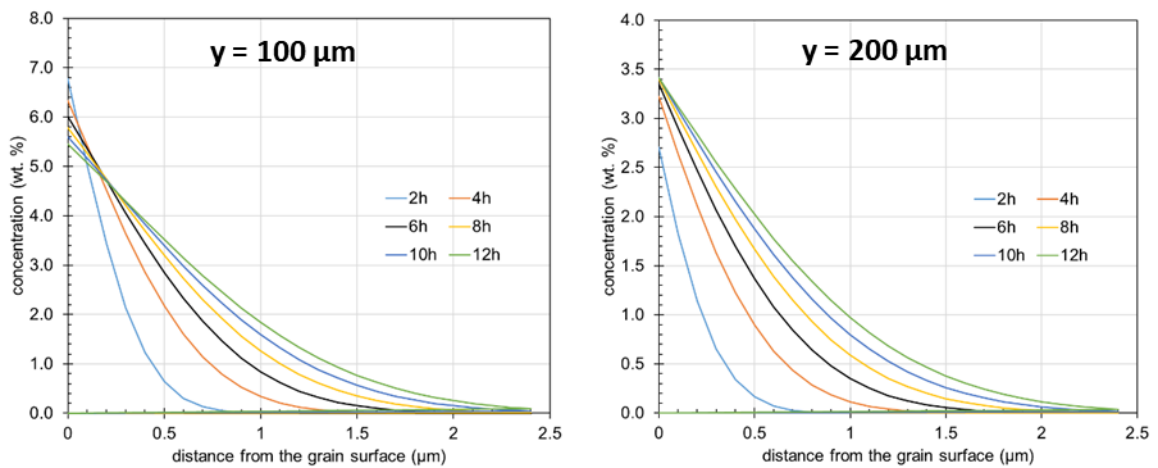 y = 100 µm
8.0
7.0
6.0
5.0
4.0
3.0
2.0
1.0
0.0
concentration (wt. %)
2h 4h
6h 8h
10h 12h
0 0.5 1 1.5 2 2.5
distance from the grain surface (µm)
y = 200 µm
4.0
3.5
3.0
2.5
2.0
1.5
1.0
0.5
0.0
concentration (wt. %)
2h 4h
6h 8h
10h 12h
0 0.5 1 1.5 2 2.5
distance from the grain surface (µm)